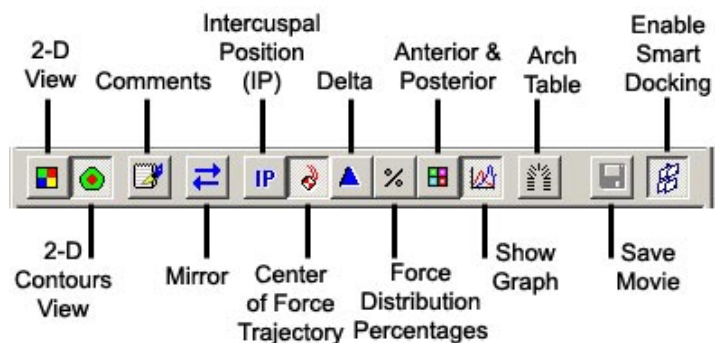 2-D
View
Comments
Intercuspal
Position
(IP)
Delta
Anterior &
Posterior
Arch
Table
Enable
Smart
Docking
IP
%
2-D
Contours
View
Mirror
Center
of Force
Trajectory
Force
Distribution
Percentages
Show
Graph
Save
Movie